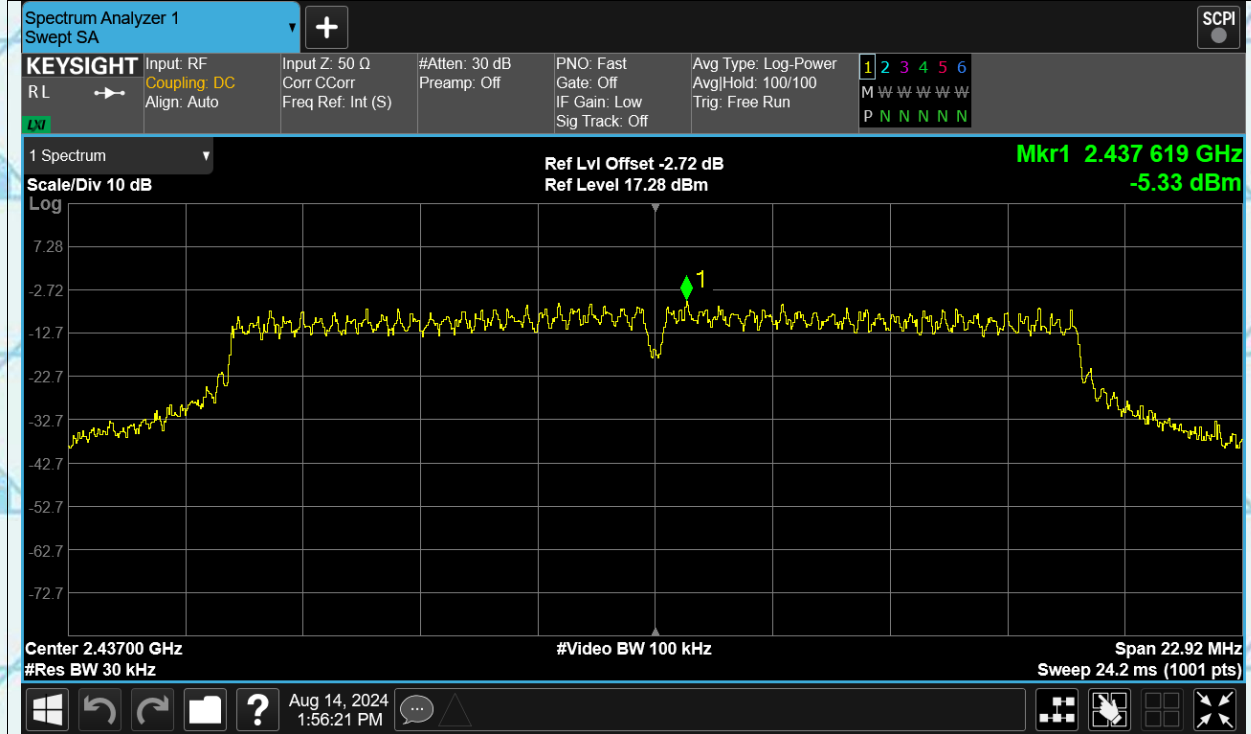 Spectrum Analyzer 1
Swept SA
SCPI
KEYSIGHT
R L
LXI
Input: RF
Coupling: DC
Align: Auto
Input Z: 50 Ω
Corr CCorr
Freq Ref: Int (S)
#Atten: 30 dB
Preamp: Off
PNO: Fast
Gate: Off
IF Gain: Low
Sig Track: Off
Avg Type: Log-Power
Avg|Hold: 100/100
Trig: Free Run
1 2 3 4 5 6
M W W W W W
P N N N N N
1 Spectrum
Scale/Div 10 dB
Log
Ref Lvl Offset -2.72 dB
Ref Level 17.28 dBm
Mkr1 2.437 619 GHz
-5.33 dBm
7.28
-2.72
-12.7
-22.7
-32.7
-42.7
-52.7
-62.7
-72.7
1
Center 2.43700 GHz
#Res BW 30 kHz
#Video BW 100 kHz
Span 22.92 MHz
Sweep 24.2 ms (1001 pts)
?
Aug 14, 2024
1:56:21 PM